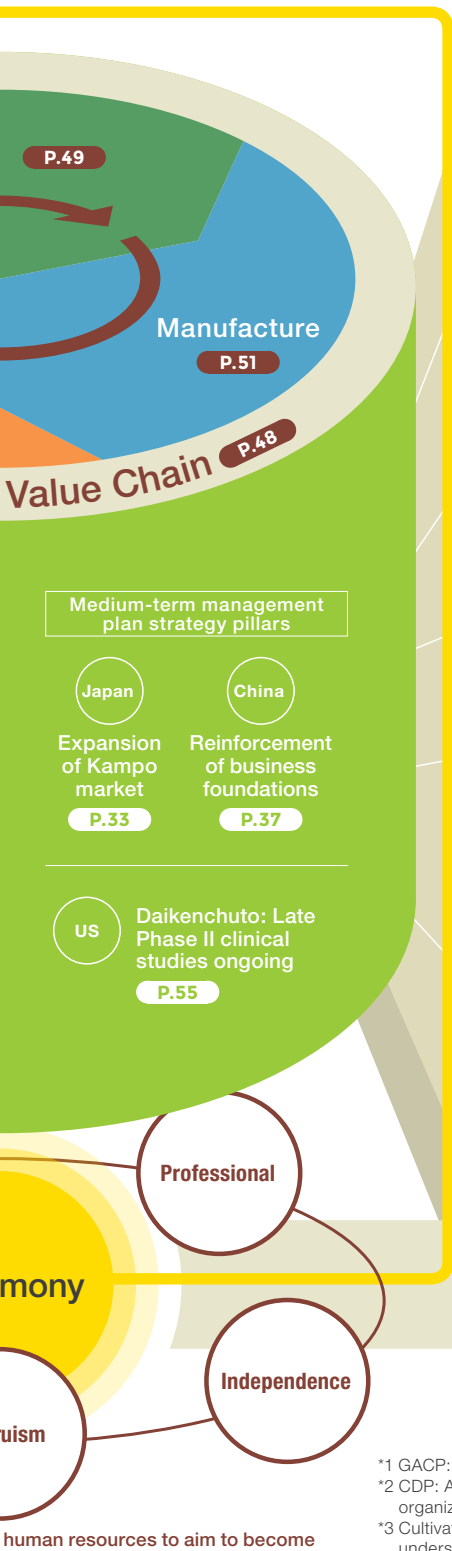 P.49
Manufacture
P.51
Value Chain P.48
Medium-term management
plan strategy pillars
Japan
Expansion
of Kampo
market
P.33
China
Reinforcement
of business
foundations
P.37
US
Daikenchuto: Late
Phase II clinical
studies ongoing
P.55
Professional
mony
Independence
uism
*1 GACP:
*2 CDP: A
organiz
*3 Cultiva
unders
human resources to aim to become